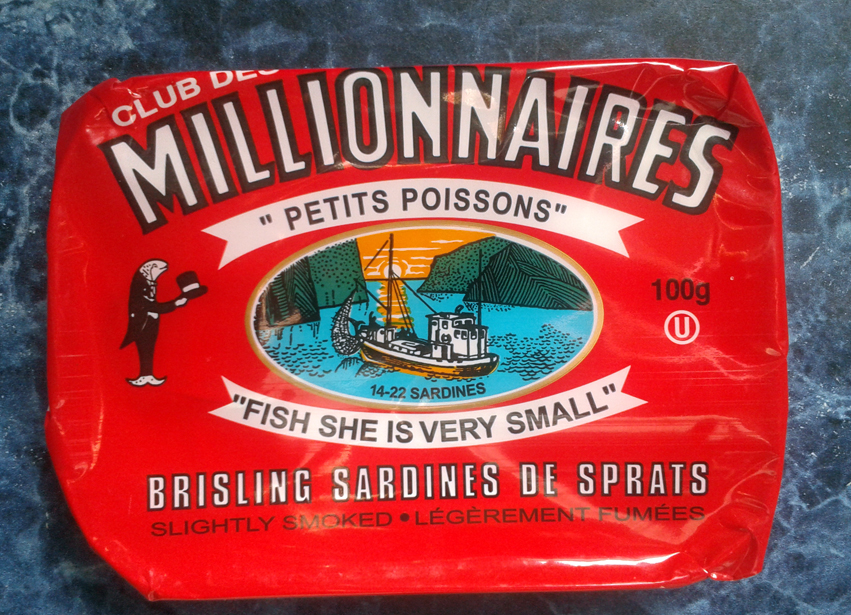 CLUB DES
MILLIONNAIRES
" PETITS POISSONS"
100g
U
14-22 SARDINES
"FISH SHE IS VERY SMALL"
BRISLING SARDINES DE SPRATS
SLIGHTLY SMOKED • LÉGÈREMENT FUMÉES